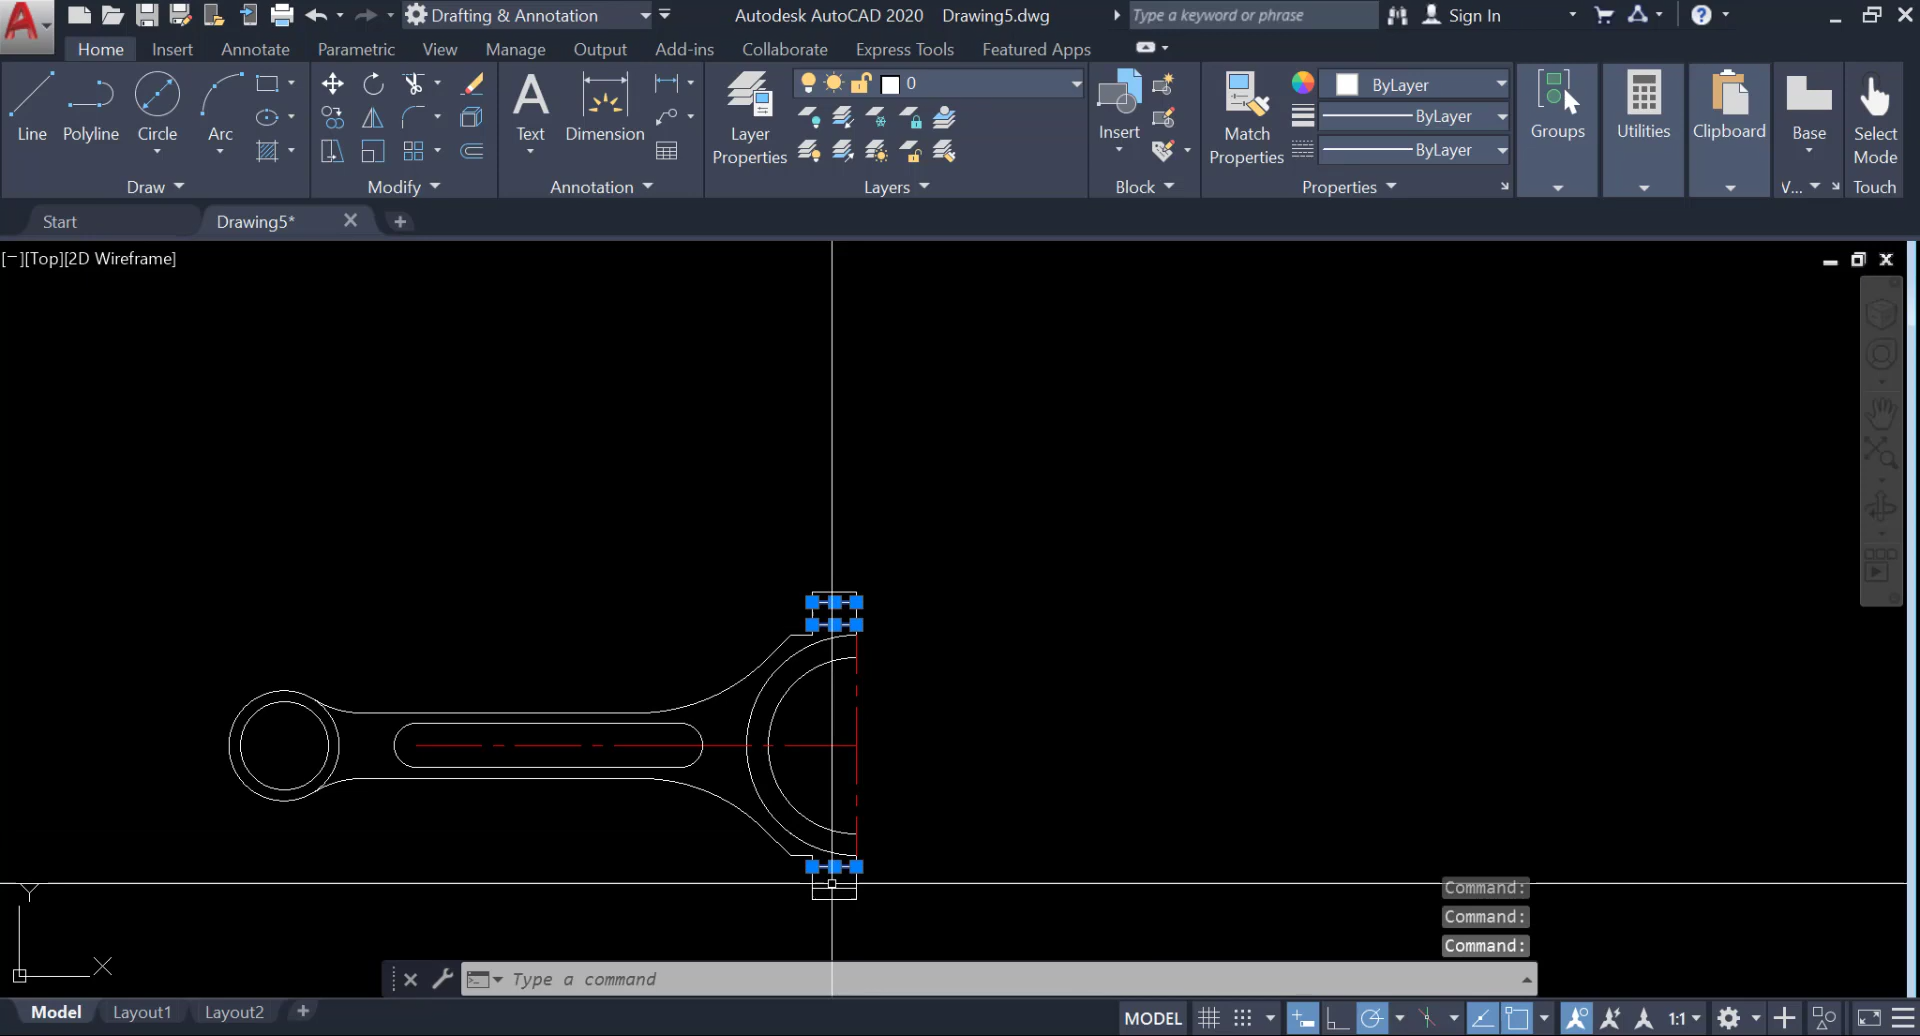 Drafting & Annotation
Autodesk AutoCAD 2020 Drawing5.dwg
Type a keyword or phrase
Sign In
Home Insert Annotate Parametric View Manage Output Add-ins Collaborate Express Tools Featured Apps
0
ByLayer
ByLayer
ByLayer
Line Polyline Circle Arc
Text Dimension
Layer
Properties
Insert
Match
Properties
Groups Utilities Clipboard Base
Select
Mode
Draw Modify Annotation Layers Block Properties V... Touch
Start Drawing5*
[−][Top][2D Wireframe]
Y
X
Command:
Command:
Command:
Type a command
Model Layout1 Layout2
MODEL
1:1